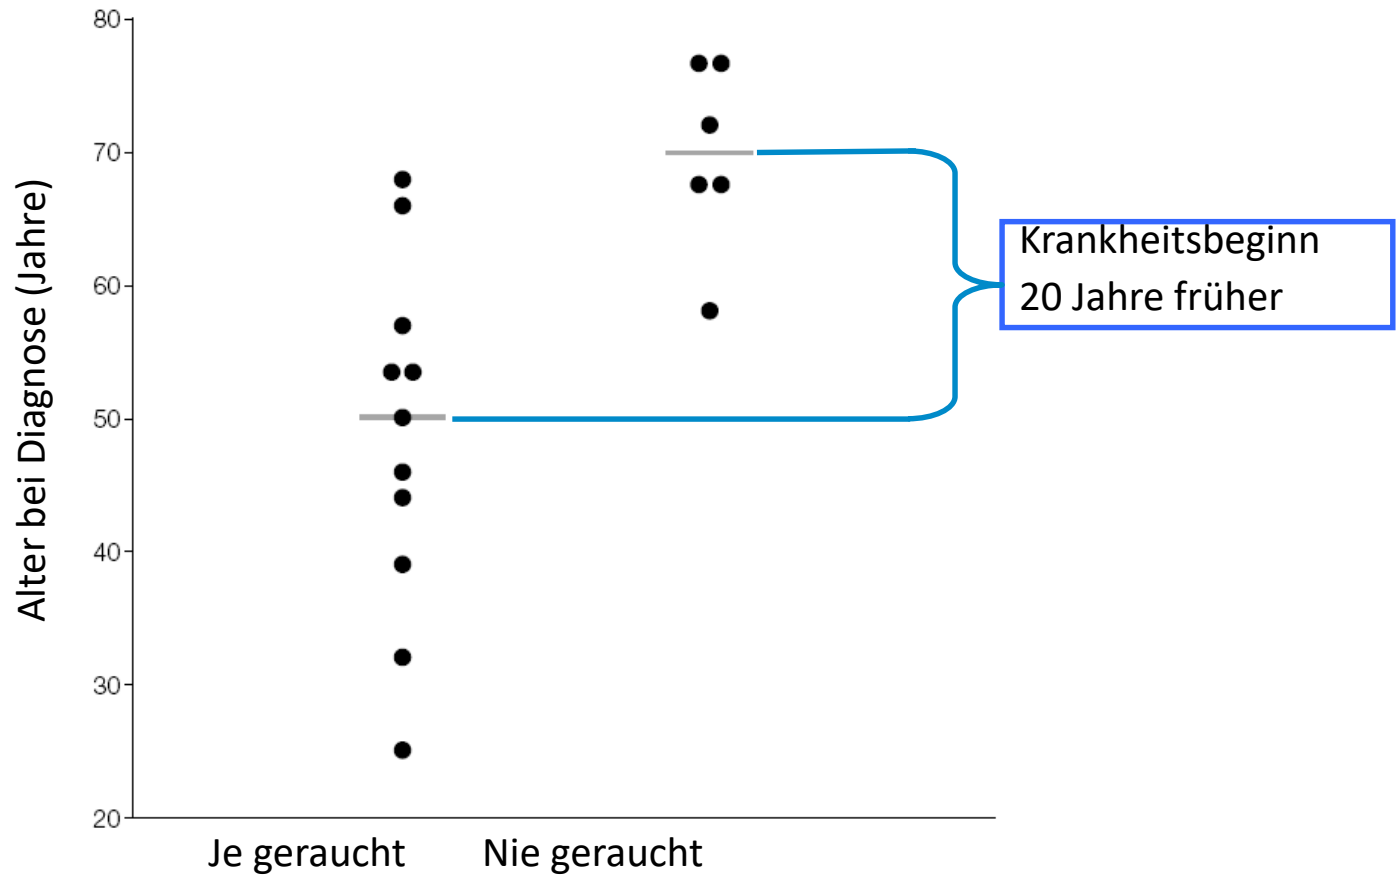 80
70
60
50
40
30
20
Alter bei Diagnose (Jahre)
Je geraucht
Nie geraucht
Krankheitsbeginn
20 Jahre früher